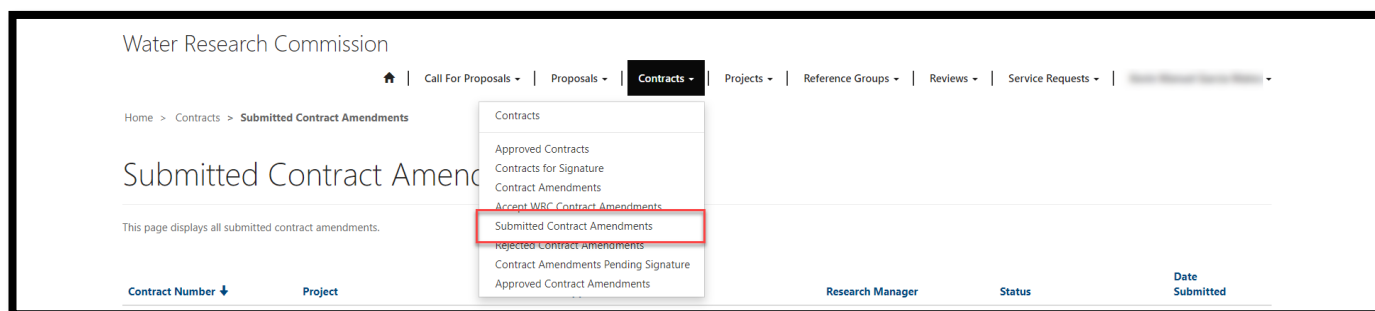 Water Research Commission
Call For Proposals
Proposals
Contracts
Projects
Reference Groups
Reviews
Service Requests
Home > Contracts > Submitted Contract Amendments
Contracts
Approved Contracts
Contracts for Signature
Contract Amendments
Accept WRC Contract Amendments
Submitted Contract Amendments
Rejected Contract Amendments
Contract Amendments Pending Signature
Approved Contract Amendments
Submitted Contract Amend
This page displays all submitted contract amendments.
Contract Number Project Research Manager Status Date Submitted